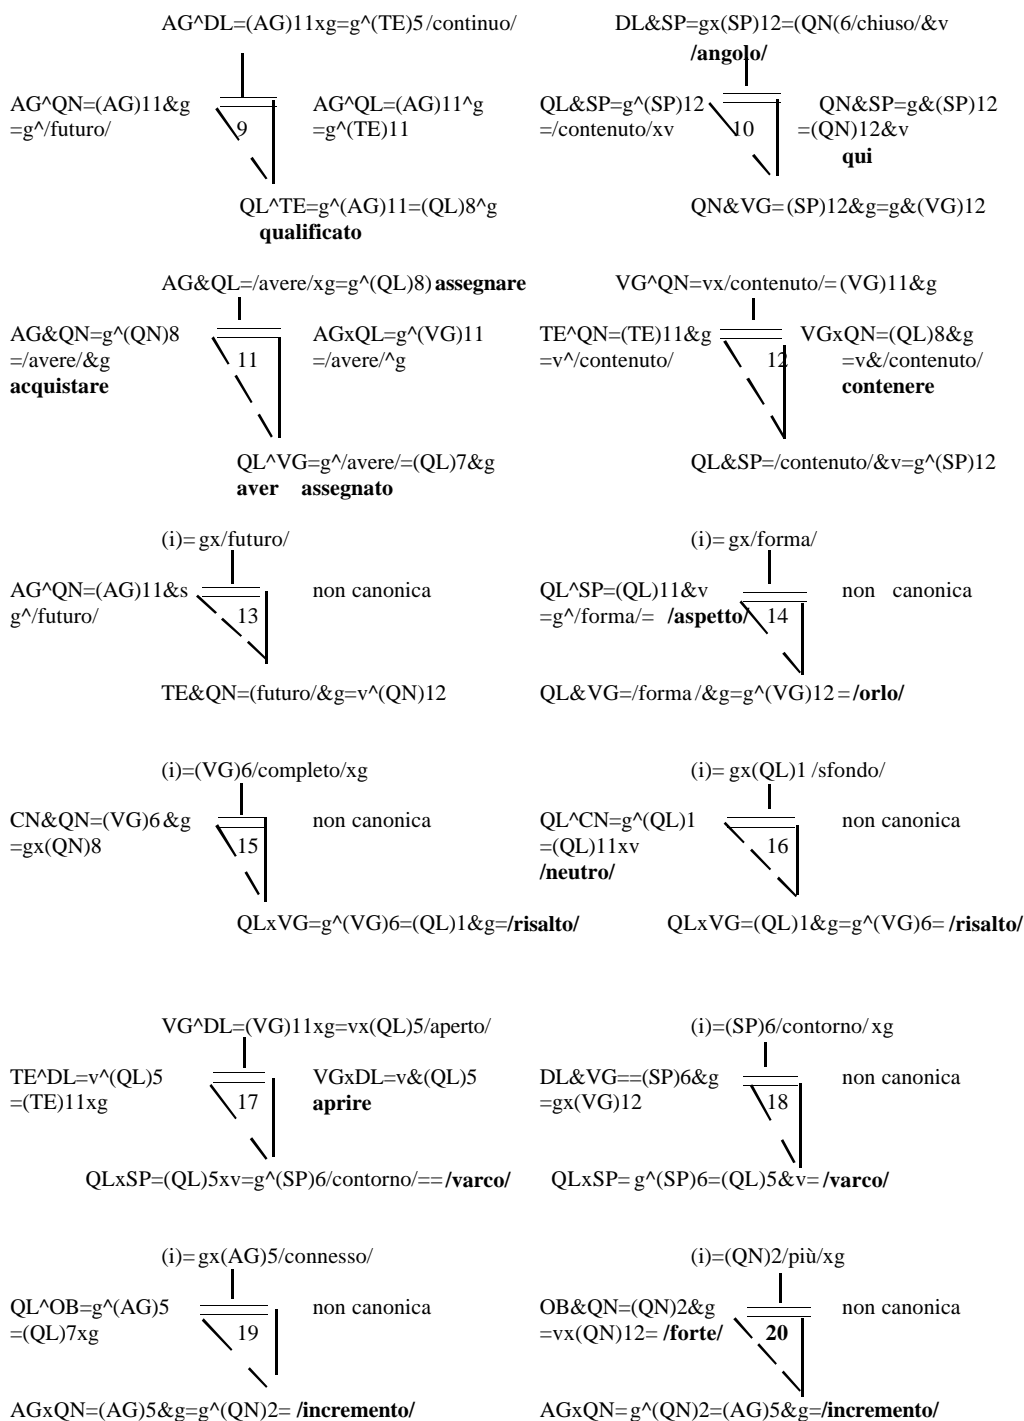 AG^DL=(AG)11xg=g^(TE)5/continuo/
AG^QN=(AG)11&g
=g^/futuro/
9
AG^QL=(AG)11^g
=g^(TE)11
QL^TE=g^(AG)11=(QL)8^g
qualificato
DL&SP=gx(SP)12=(QN(6/chiuso/&v
/angolo/
QL&SP=g^(SP)12
=/contenuto/xv
10
QN&SP=g&(SP)12
=(QN)12&v
qui
QN&VG=(SP)12&g=g&(VG)12
AG&QL=/avere/xg=g^(QL)8) assegnare
AG&QN=g^(QN)8
=/avere/&g
acquistare
11
AGxQL=g^(VG)11
=/avere/^g
QL^VG=g^/avere/=(QL)7&g
aver assegnato
VG^QN=vx/contenuto/=(VG)11&g
TE^QN=(TE)11&g
=v^/contenuto/
12
VGxQN=(QL)8&g
=v&/contenuto/
contenere
QL&SP=/contenuto/&v=g^(SP)12
(i)=gx/futuro/
AG^QN=(AG)11&s
g^/futuro/
13
non canonica
TE&QN=(futuro/&g=v^(QN)12
(i)=gx/forma/
QL^SP=(QL)11&v
=g^/forma/= /aspetto/
14
non canonica
QL&VG=/forma/&g=g^(VG)12=/orlo/
(i)=(VG)6/completo/xg
CN&QN=(VG)6&g
=gx(QN)8
15
non canonica
QLxVG=g^(VG)6=(QL)1&g=/risalto/
(i)=gx(QL)1/sfondo/
QL^CN=g^(QL)1
=(QL)11xv
/neutro/
16
non canonica
QLxVG=(QL)1&g=g^(VG)6= /risalto/
VG^DL=(VG)11xg=vx(QL)5/aperto/
TE^DL=v^(QL)5
=(TE)11xg
17
VGxDL=v&(QL)5
aprire
QLxSP=(QL)5xv=g^(SP)6/contorno/==/varco/
(i)=(SP)6/contorno/xg
DL&VG==(SP)6&g
=gx(VG)12
18
non canonica
QLxSP=g^(SP)6=(QL)5&v=/varco/
(i)=gx(AG)5/connesso/
QL^OB=g^(AG)5
=(QL)7xg
19
non canonica
AGxQN=(AG)5&g=g^(QN)2= /incremento/
(i)=(QN)2/più/xg
OB&QN=(QN)2&g
=vx(QN)12= /forte/
20
non canonica
AGxQN=g^(QN)2=(AG)5&g=/incremento/